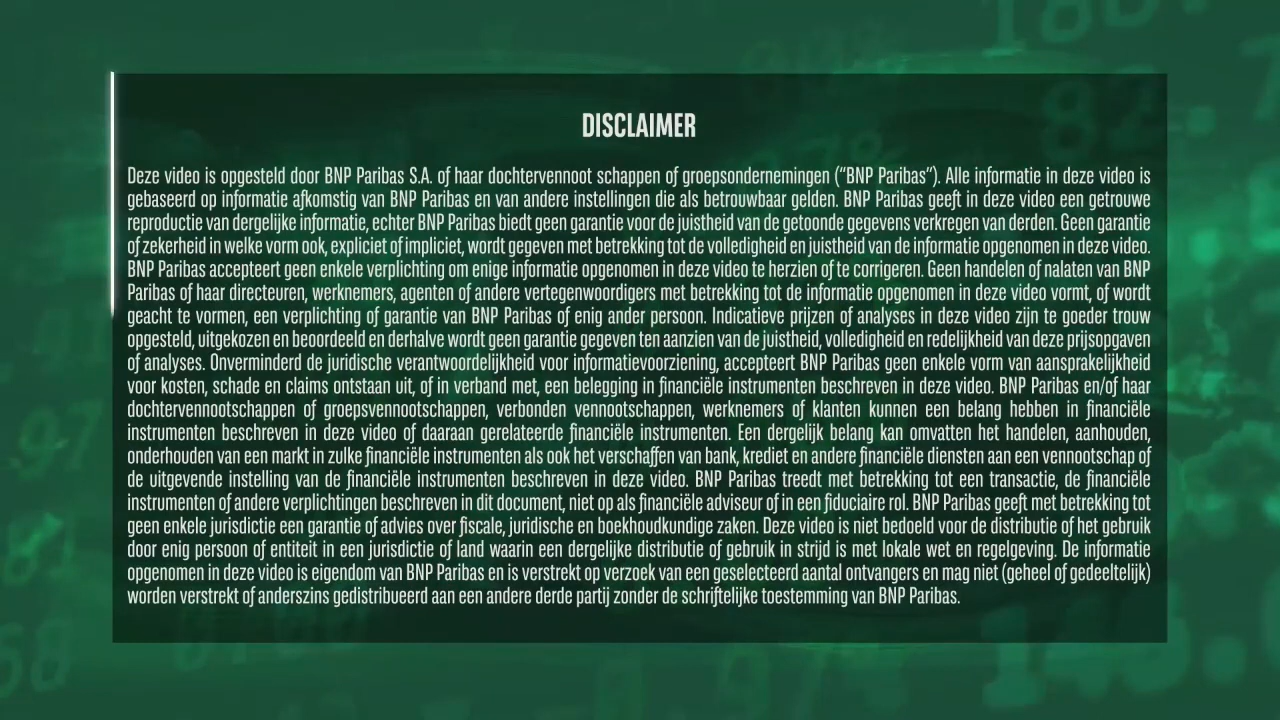 DISCLAIMER
Deze video is opgesteld door BNP Paribas S.A. of haar dochtervennoot schappen of groepsondernemingen (“BNP Paribas”). Alle informatie in deze video is
gebaseerd op informatie afkomstig van BNP Paribas en van andere instellingen die als betrouwbaar gelden. BNP Paribas geeft in deze video een getrouwe
reproductie van dergelijke informatie, echter BNP Paribas biedt geen garantie voor de juistheid van de getoonde gegevens verkregen van derden. Geen garantie
of zekerheid in welke vorm ook, expliciet of impliciet, wordt gegeven met betrekking tot de volledigheid en juistheid van de informatie opgenomen in deze video.
BNP Paribas accepteert geen enkele verplichting om enige informatie opgenomen in deze video te herzien of te corrigeren. Geen handelen of nalaten van BNP
Paribas of haar directeuren, werknemers, agenten of andere vertegenwoordigers met betrekking tot de informatie opgenomen in deze video vormt, of wordt
geacht te vormen, een verplichting of garantie van BNP Paribas of enig ander persoon. Indicatieve prijzen of analyses in deze video zijn te goeder trouw
opgesteld, uitgekozen en beoordeeld en derhalve wordt geen garantie gegeven ten aanzien van de juistheid, volledigheid en redelijkheid van deze prijsopgaven
of analyses. Onverminderd de juridische verantwoordelijkheid voor informatievoorziening, accepteert BNP Paribas geen enkele vorm van aansprakelijkheid
voor kosten, schade en claims ontstaan uit, of in verband met, een belegging in financiële instrumenten beschreven in deze video. BNP Paribas en/of haar
dochtervennootschappen of groepsvennootschappen, verbonden vennootschappen, werknemers of klanten kunnen een belang hebben in financiële
instrumenten beschreven in deze video of daaraan gerelateerde financiële instrumenten. Een dergelijk belang kan omvatten het handelen, aanhouden,
onderhouden van een markt in zulke financiële instrumenten als ook het verschaffen van bank, krediet en andere financiële diensten aan een vennootschap of
de uitgevende instelling van de financiële instrumenten beschreven in deze video. BNP Paribas treedt met betrekking tot een transactie, de financiële
instrumenten of andere verplichtingen beschreven in dit document, niet op als financiële adviseur of in een fiduciaire rol. BNP Paribas geeft met betrekking tot
geen enkele jurisdictie een garantie of advies over fiscale, juridische en boekhoudkundige zaken. Deze video is niet bedoeld voor de distributie of het gebruik
door enig persoon of entiteit in een jurisdictie of land waarin een dergelijke distributie of gebruik in strijd is met lokale wet en regelgeving. De informatie
opgenomen in deze video is eigendom van BNP Paribas en is verstrekt op verzoek van een geselecteerd aantal ontvangers en mag niet (geheel of gedeeltelijk)
worden verstrekt of anderszins gedistribueerd aan een andere derde partij zonder de schriftelijke toestemming van BNP Paribas.